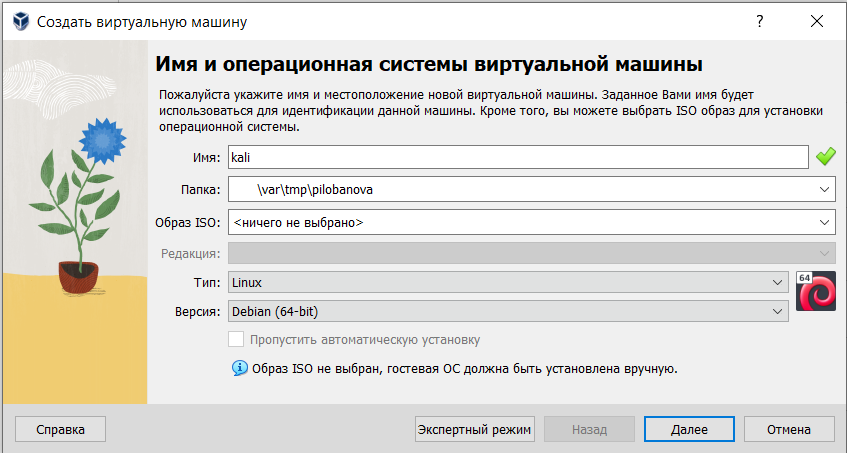 Создать виртуальную машину
?
Имя и операционная системы виртуальной машины
Пожалуйста укажите имя и местоположение новой виртуальной машины. Заданное Вами имя будет
использоваться для идентификации данной машины. Кроме того, вы можете выбрать ISO образ для установки
операционной системы.
Имя: kali
Папка: \var\tmp\pilobanova
Образ ISO: <ничего не выбрано>
Редакция:
Тип: Linux
64
Версия: Debian (64-bit)
Пропустить автоматическую установку
Образ ISO не выбран, гостевая ОС должна быть установлена вручную.
Справка Экспертный режим Назад Далее Отмена